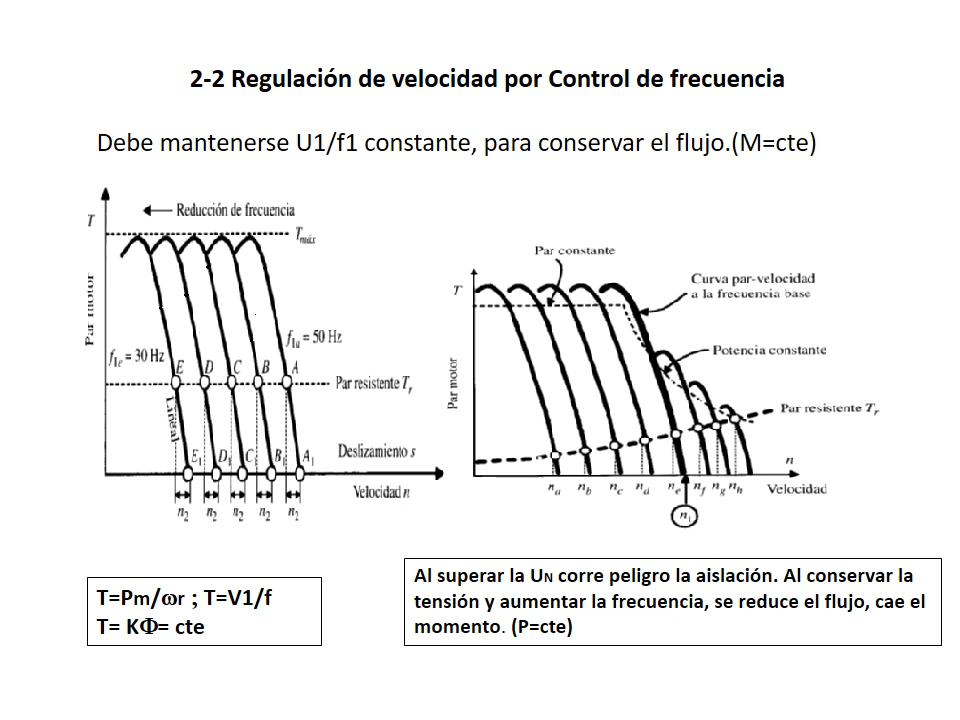 2-2 Regulación de velocidad por Control de frecuencia
Debe mantenerse U1/f1 constante, para conservar el flujo.(M=cte)
T
Reducción de frecuencia
Tmáx
Par motor
f1e = 30 Hz
f1a = 50 Hz
E D C B A
Par resistente Tr
Lineal
E1 D1 C1 B1 A1
Deslizamiento s
Velocidad n
n2 n2 n2 n2 n2
Par constante
T
Curva par-velocidad
a la frecuencia base
Potencia constante
Par motor
Par resistente Tr
n
na nb nc nd ne nf ng nh Velocidad
n1
T=Pm/ωr ; T=V1/f
T= KΦ= cte
Al superar la UN corre peligro la aislación. Al conservar la
tensión y aumentar la frecuencia, se reduce el flujo, cae el
momento. (P=cte)